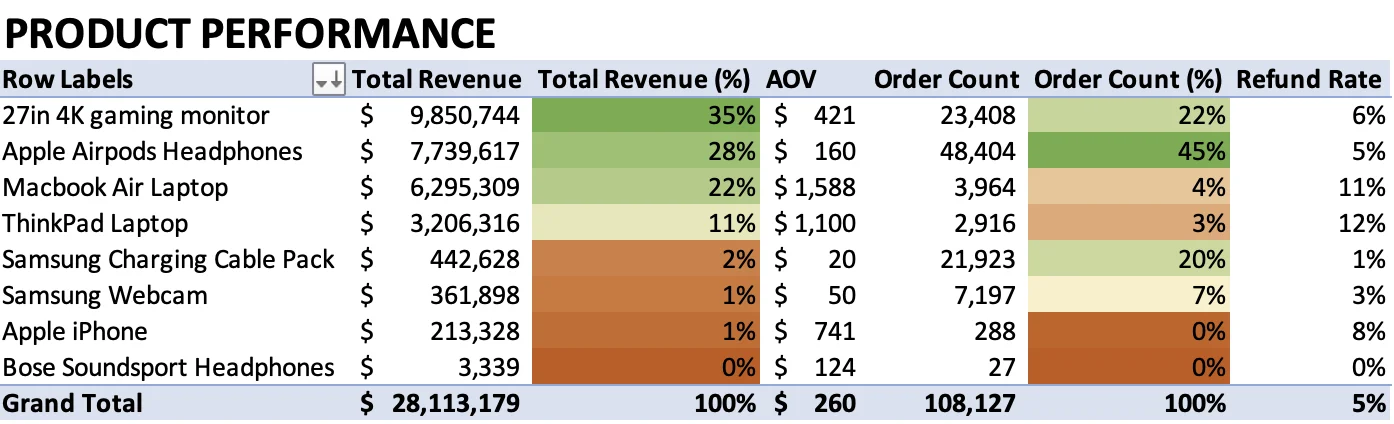 PRODUCT PERFORMANCE
Row Labels Total Revenue Total Revenue (%) AOV Order Count Order Count (%) Refund Rate
27in 4K gaming monitor $ 9,850,744 35% $ 421 23,408 22% 6%
Apple Airpods Headphones $ 7,739,617 28% $ 160 48,404 45% 5%
Macbook Air Laptop $ 6,295,309 22% $ 1,588 3,964 4% 11%
ThinkPad Laptop $ 3,206,316 11% $ 1,100 2,916 3% 12%
Samsung Charging Cable Pack $ 442,628 2% $ 20 21,923 20% 1%
Samsung Webcam $ 361,898 1% $ 50 7,197 7% 3%
Apple iPhone $ 213,328 1% $ 741 288 0% 8%
Bose Soundsport Headphones $ 3,339 0% $ 124 27 0% 0%
Grand Total $ 28,113,179 100% $ 260 108,127 100% 5%